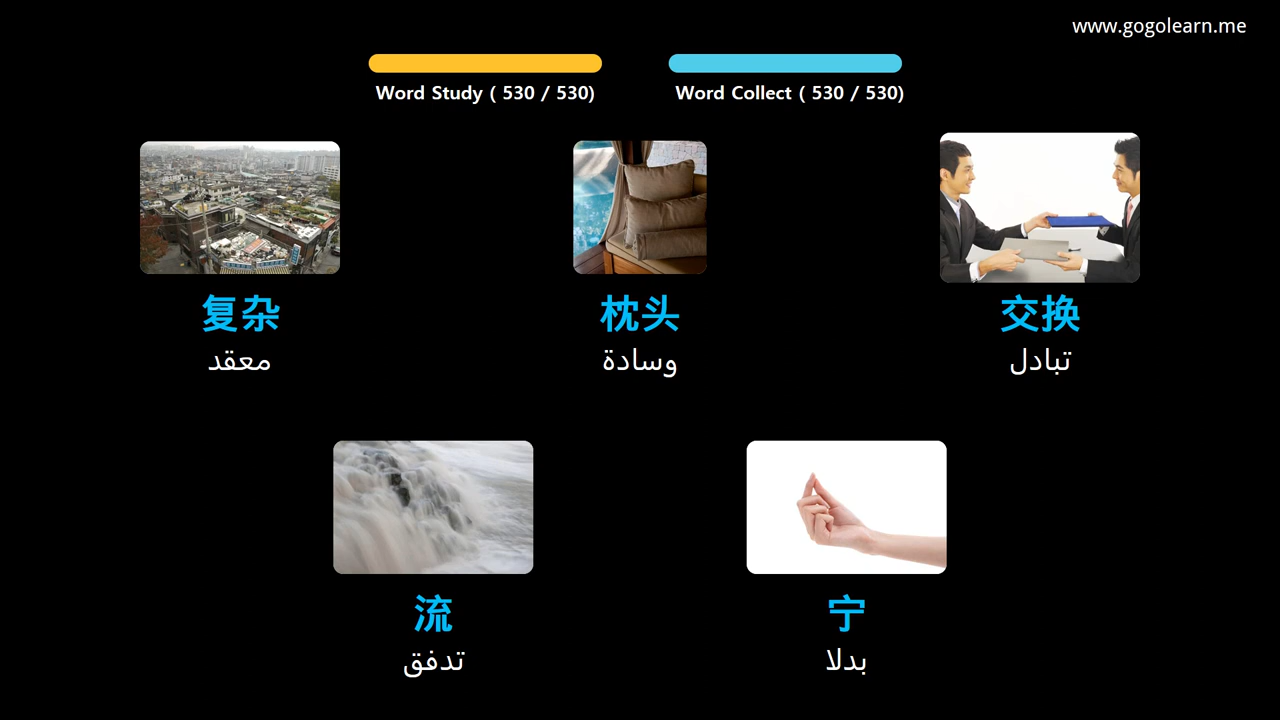 www.gogolearn.me
Word Study ( 530 / 530)
Word Collect ( 530 / 530)
复杂
معقد
枕头
وسادة
交换
تبادل
流
تدفق
宁
بدلا